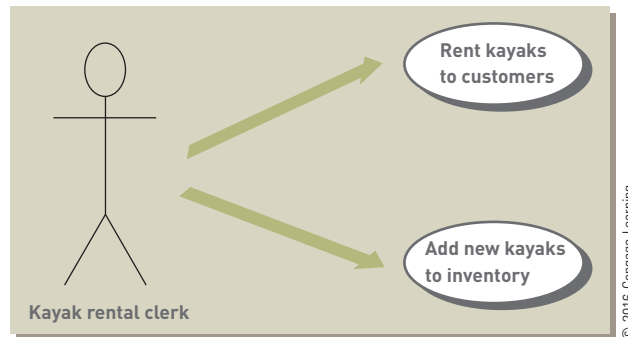 Rent kayaks
to customers
Add new kayaks
to inventory
Kayak rental clerk
© 2016 Cengage Learning